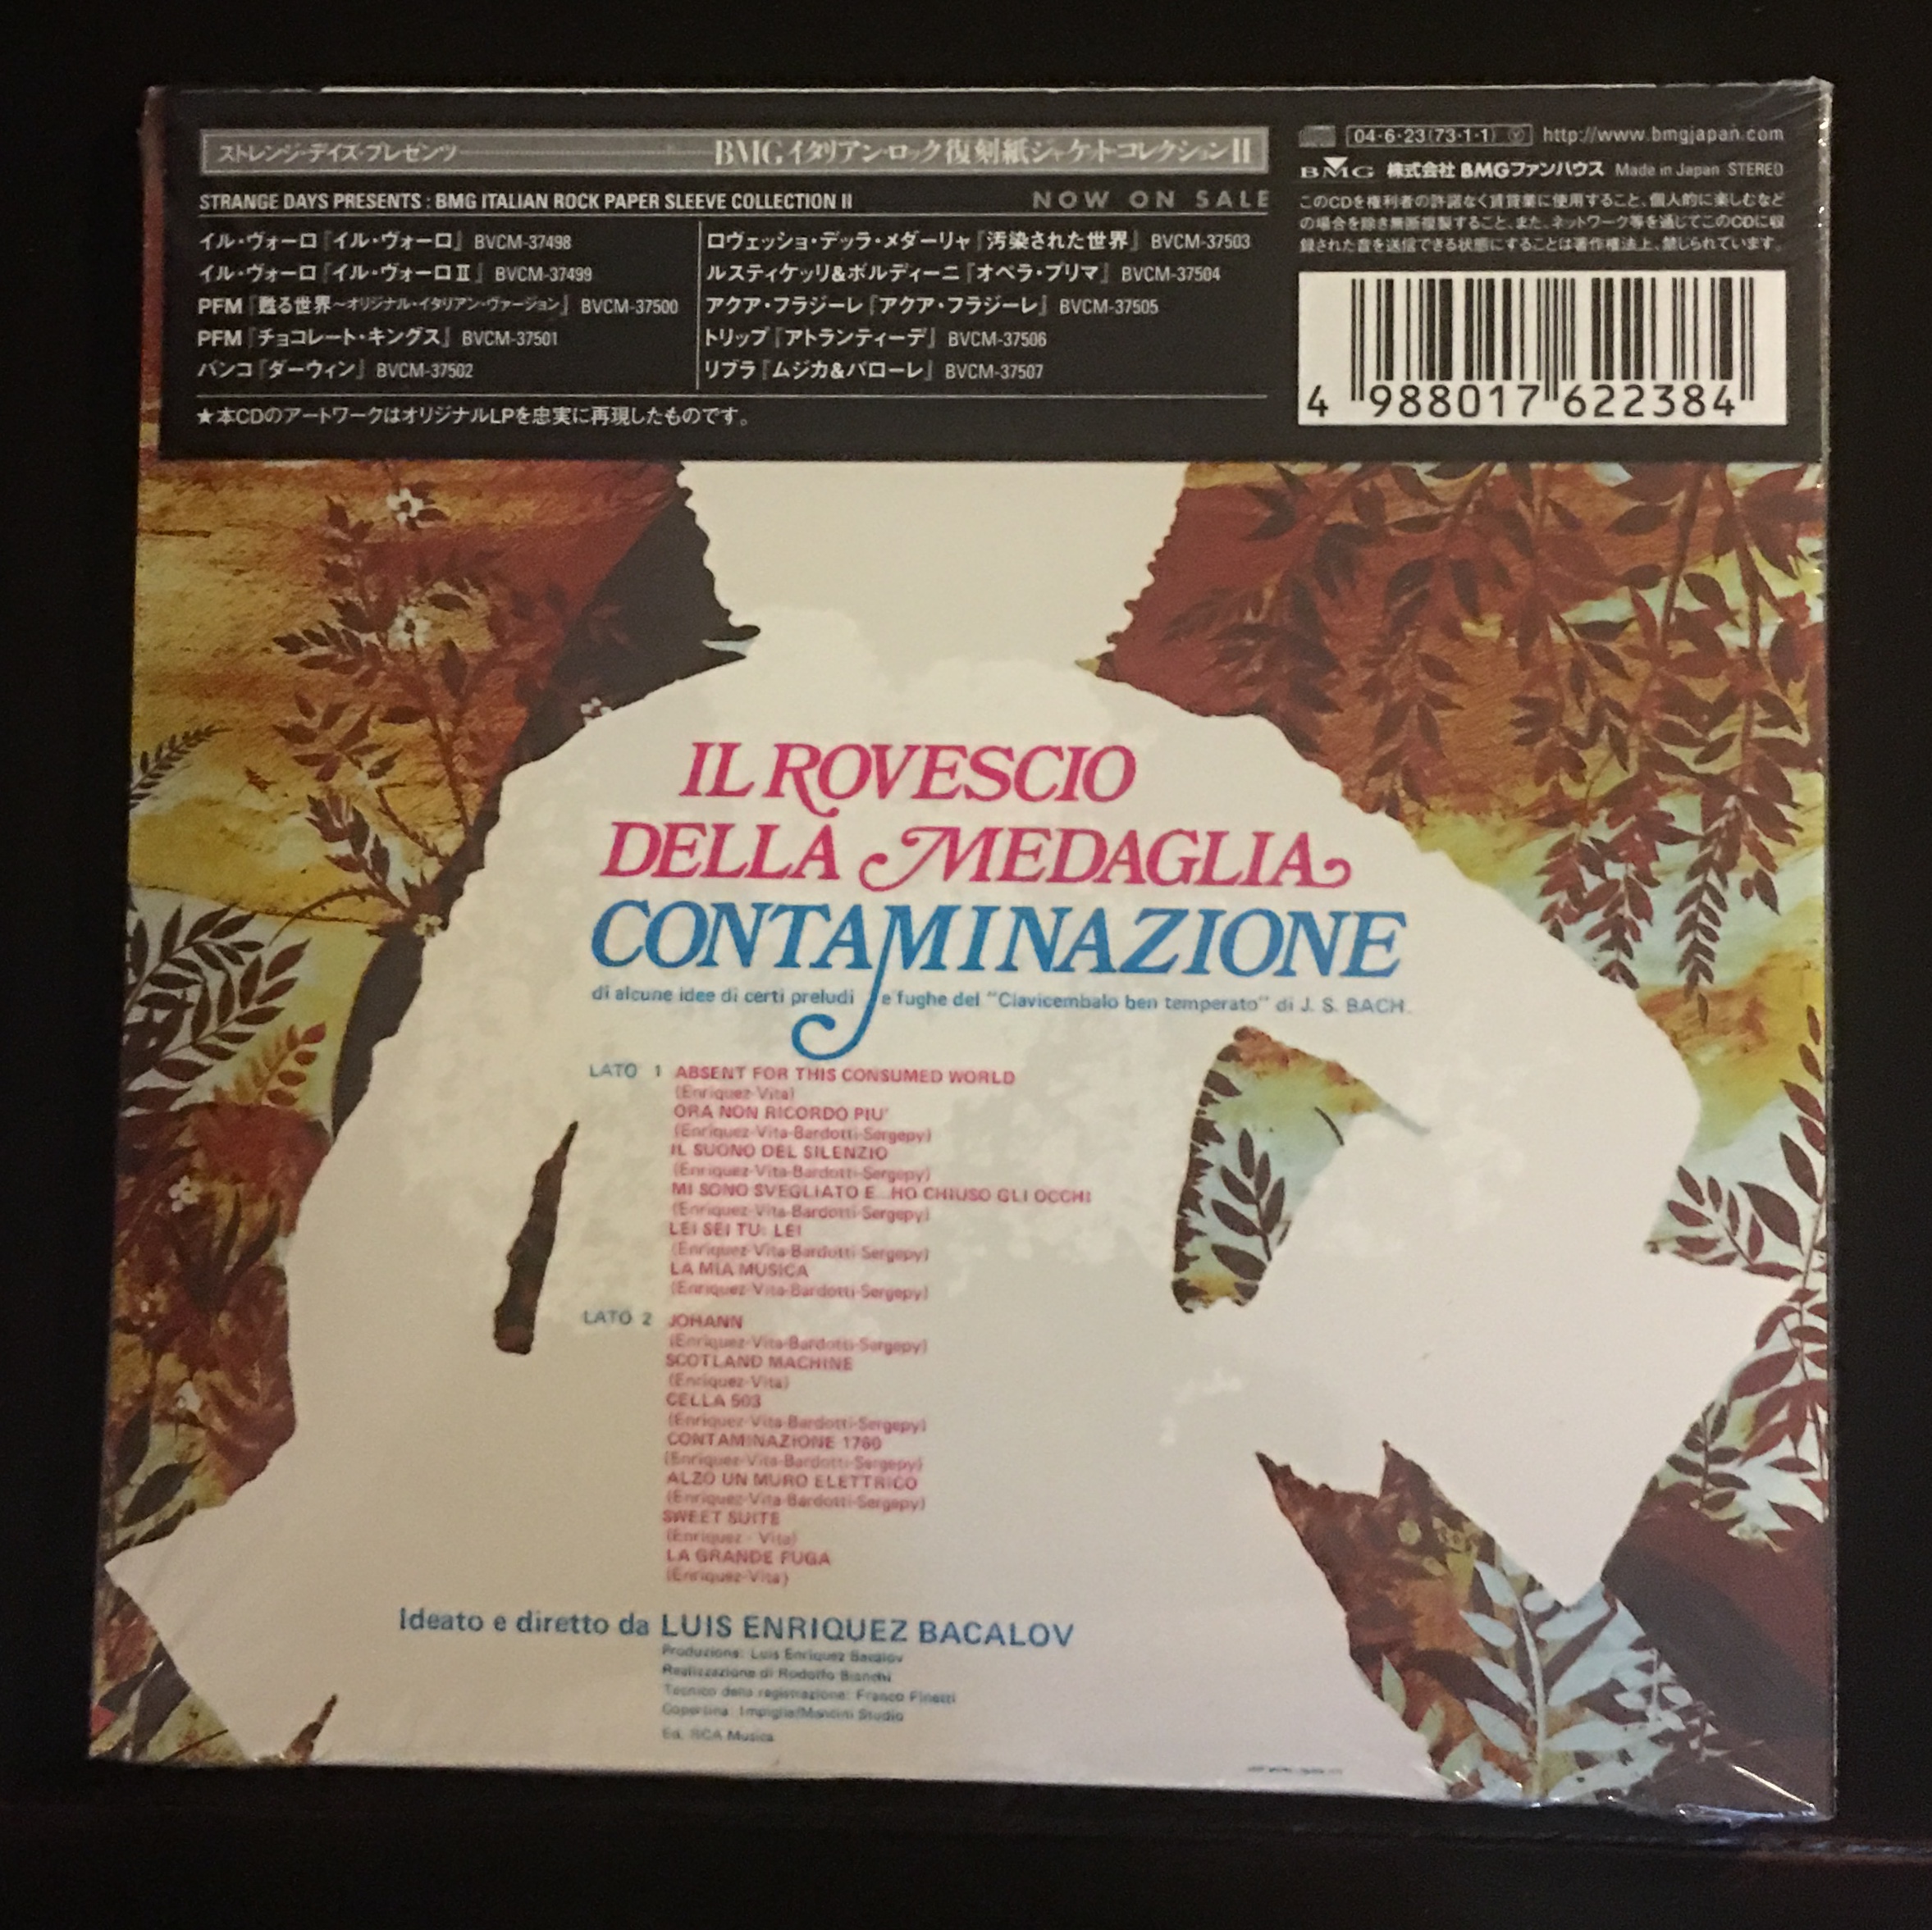 ストレンジ・デイズ・プレゼンツ BMGイタリアン・ロック復刻紙ジャケット・コレクションII
STRANGE DAYS PRESENTS : BMG ITALIAN ROCK PAPER SLEEVE COLLECTION II NOW ON SALE
イル・ヴォーロ『イル・ヴォーロ』 BVCM-37498
イル・ヴォーロ『イル・ヴォーロII』 BVCM-37499
PFM『甦る世界~オリジナル・イタリアン・ヴァージョン』 BVCM-37500
PFM『チョコレート・キングス』 BVCM-37501
バンコ『ダーウィン』 BVCM-37502
ロヴェッショ・デッラ・メダーリャ『汚染された世界』 BVCM-37503
ルスティケッリ&ボルディーニ『オペラ・プリマ』 BVCM-37504
アクア・フラジーレ『アクア・フラジーレ』 BVCM-37505
トリップ『アトランティーデ』 BVCM-37506
リブラ『ムジカ&パローレ』 BVCM-37507
★本CDのアートワークはオリジナルLPを忠実に再現したものです。
04・6・23(73・1・1) Ⓨ http://www.bmgjapan.com
BMG 株式会社 BMGファンハウス Made in Japan STEREO
このCDを権利者の許諾なく賃貸業に使用すること、個人的に楽しむなど
の場合を除き無断複製すること、また、ネットワーク等を通じてこのCDに収
録された音を送信できる状態にすることは著作権法上、禁じられています。
4 988017 622384
IL ROVESCIO
DELLA MEDAGLIA
CONTAMINAZIONE
di alcune idee di certi preludi e fughe del "Clavicembalo ben temperato" di J. S. BACH.
LATO 1 ABSENT FOR THIS CONSUMED WORLD
(Enriquez-Vita)
ORA NON RICORDO PIU'
(Enriquez-Vita-Bardotti-Sergepy)
IL SUONO DEL SILENZIO
(Enriquez-Vita-Bardotti-Sergepy)
MI SONO SVEGLIATO E...HO CHIUSO GLI OCCHI
(Enriquez-Vita-Bardotti-Sergepy)
LEI SEI TU: LEI
(Enriquez-Vita-Bardotti-Sergepy)
LA MIA MUSICA
(Enriquez-Vita-Bardotti-Sergepy)
LATO 2 JOHANN
(Enriquez-Vita-Bardotti-Sergepy)
SCOTLAND MACHINE
(Enriquez-Vita)
CELLA 503
(Enriquez-Vita-Bardotti-Sergepy)
CONTAMINAZIONE 1760
(Enriquez-Vita-Bardotti-Sergepy)
ALZO UN MURO ELETTRICO
(Enriquez-Vita-Bardotti-Sergepy)
SWEET SUITE
(Enriquez - Vita)
LA GRANDE FUGA
(Enriquez-Vita)
Ideato e diretto da LUIS ENRIQUEZ BACALOV
Produzione: Luis Enriquez Bacalov
Realizzazione di Rodolfo Bianchi
Tecnico della registrazione: Franco Finetti
Copertina: Impiglia/Mancini Studio
Ed. RCA Musica